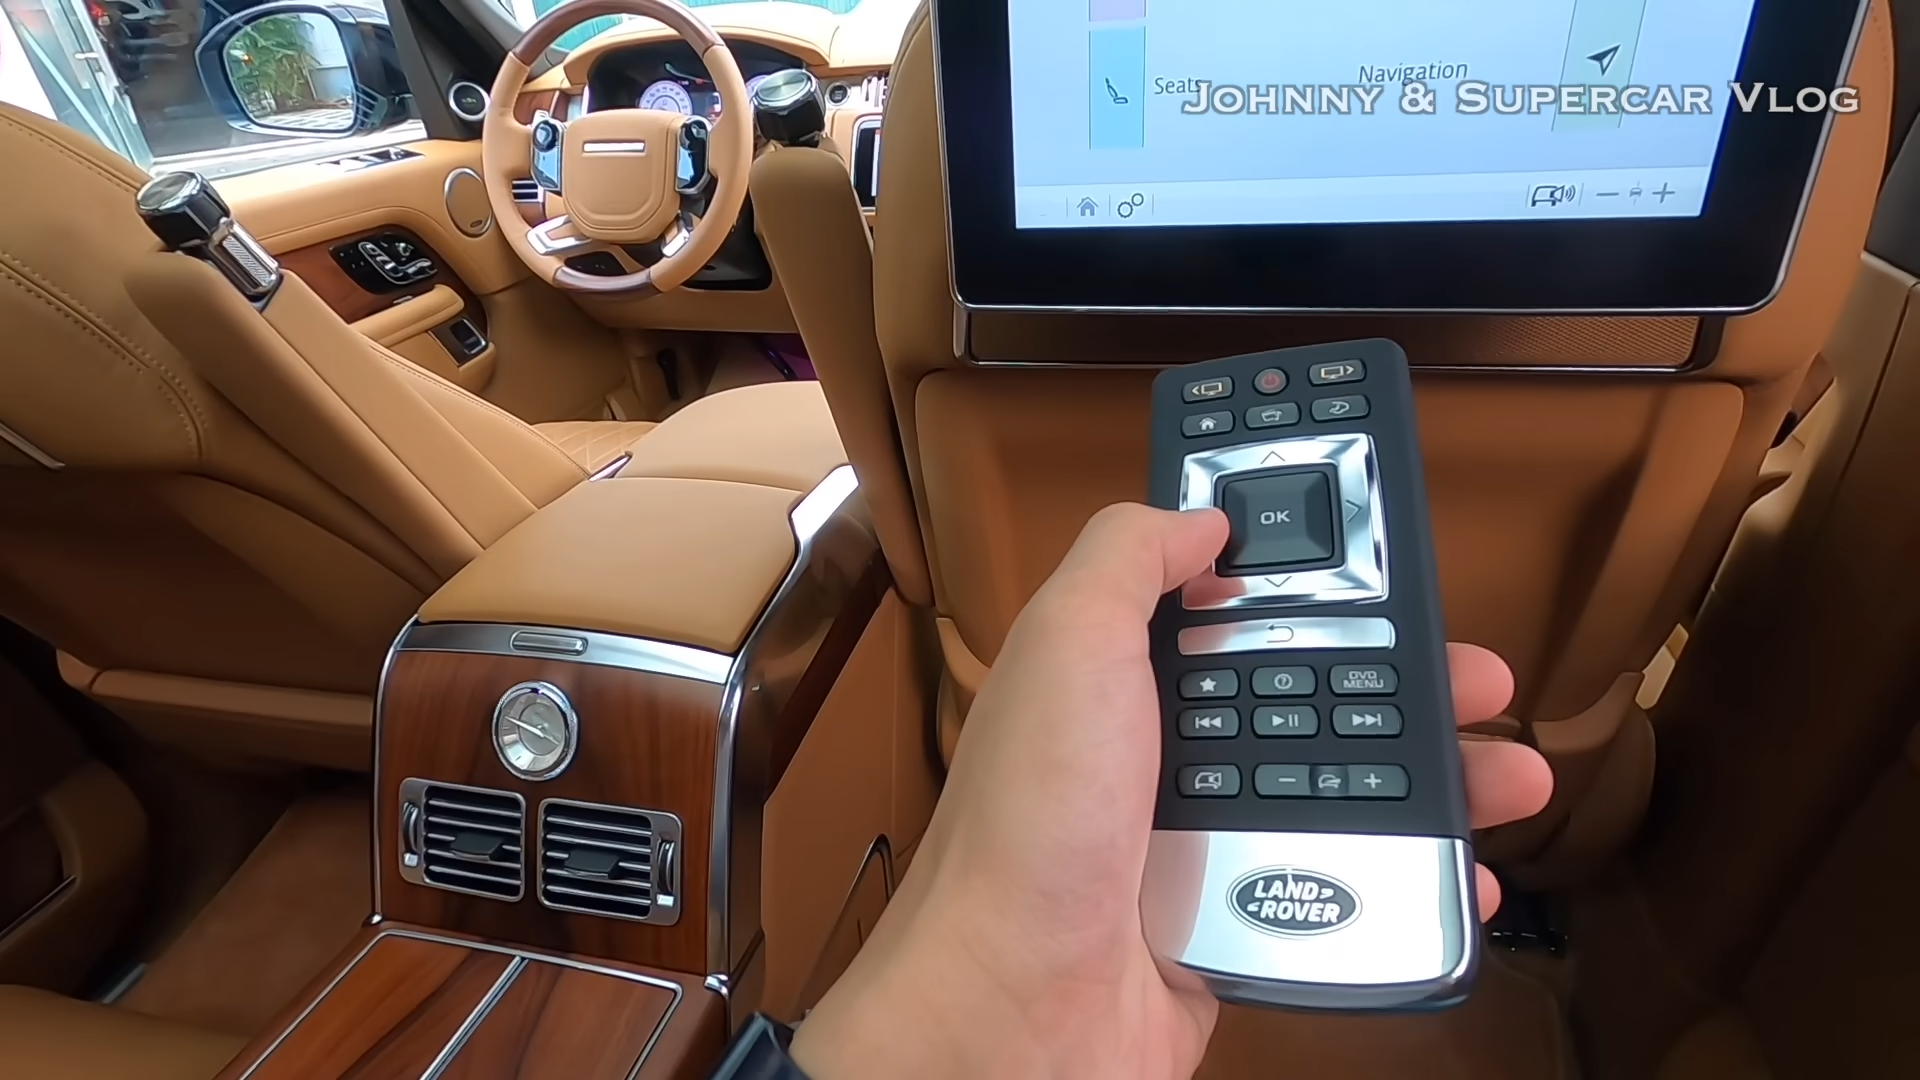 Seats
Navigation
Johnny & Supercar Vlog
OK
DVD
MENU
LAND
ROVER